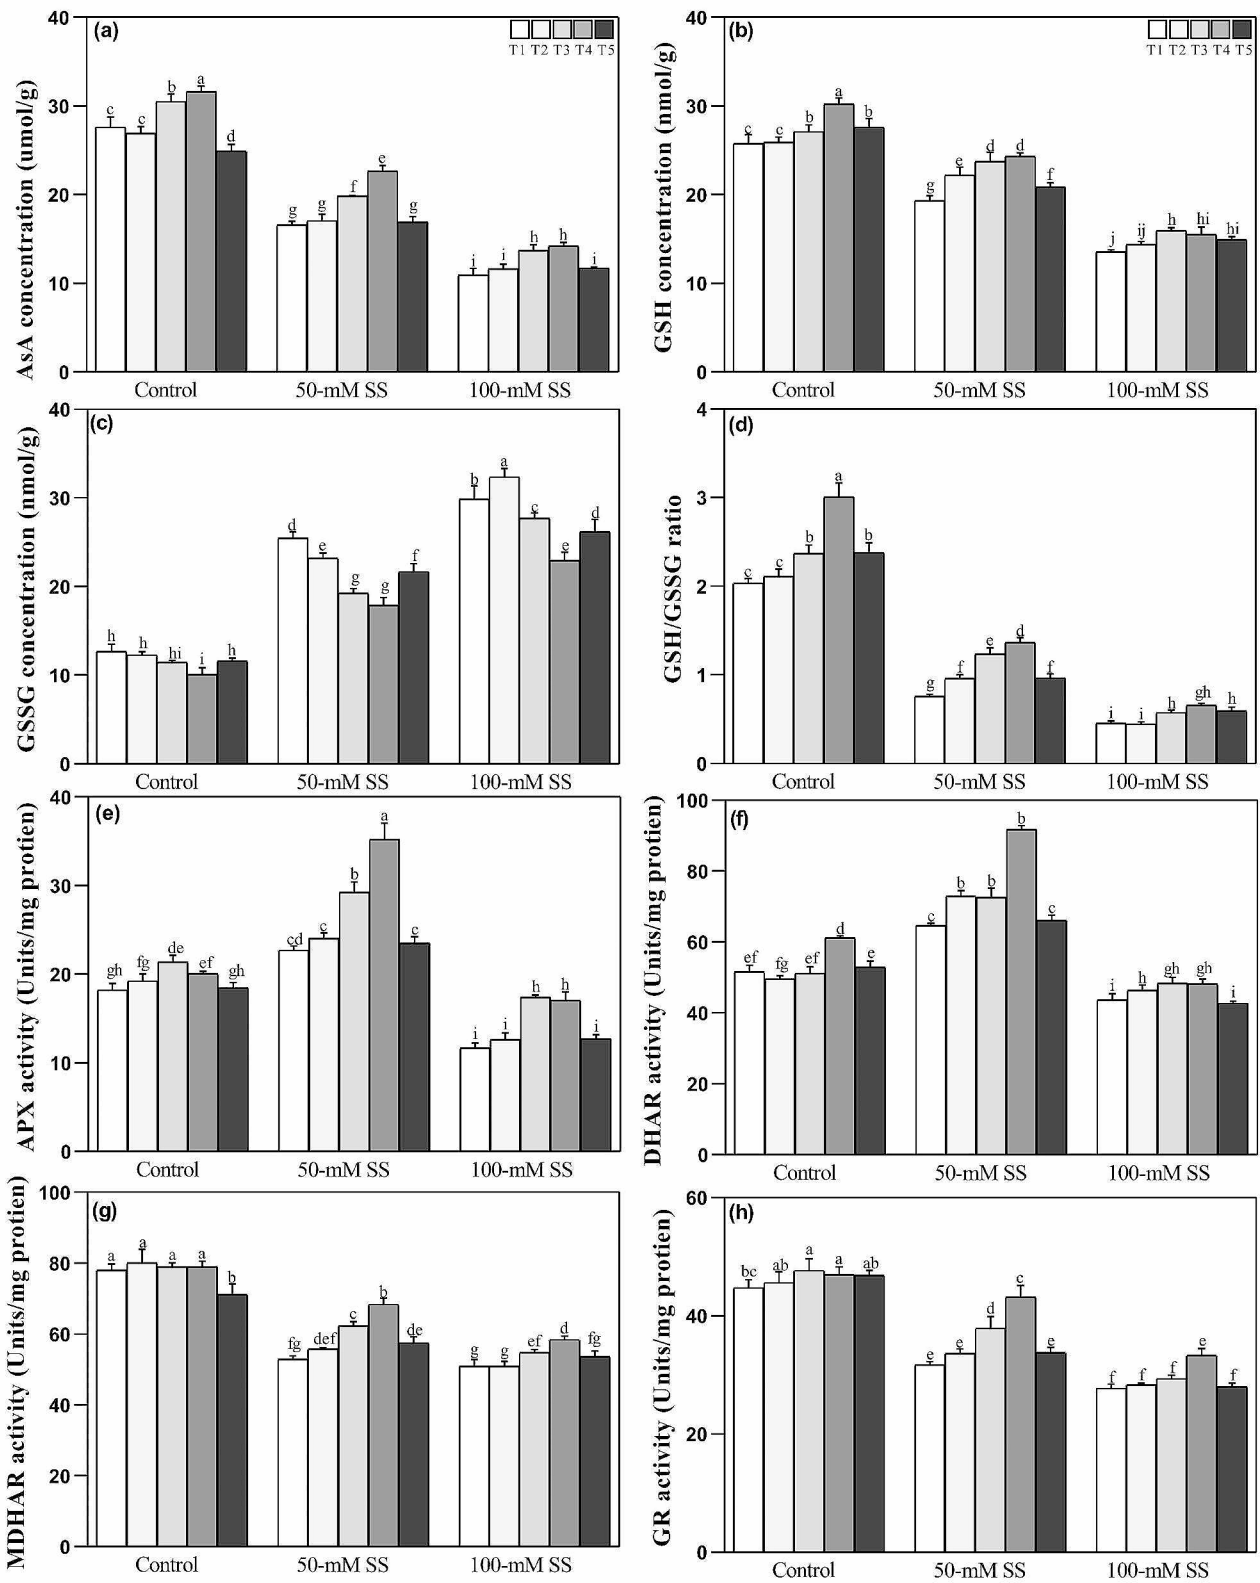 (a)
T1 T2 T3 T4 T5
AsA concentration (umol/g)
40
30
20
10
0
c c b a d
g g f e g
i i h h i
Control 50-mM SS 100-mM SS
(b)
T1 T2 T3 T4 T5
GSH concentration (nmol/g)
40
30
20
10
0
c c b a b
g e d d f
j ij h hi hi
Control 50-mM SS 100-mM SS
(c)
GSSG concentration (nmol/g)
40
30
20
10
0
h h hi i h
d e g g f
b a c e d
Control 50-mM SS 100-mM SS
(d)
GSH/GSSG ratio
4
3
2
1
0
c c b a b
g f e d f
i i h gh h
Control 50-mM SS 100-mM SS
(e)
APX activity (Units/mg protien)
40
30
20
10
0
gh fg de ef gh
cd c b a c
i i h h i
Control 50-mM SS 100-mM SS
(f)
DHAR activity (Units/mg protien)
100
80
60
40
20
0
ef fg ef d e
c b b b c
i h gh gh i
Control 50-mM SS 100-mM SS
(g)
MDHAR activity (Units/mg protien)
100
80
60
40
20
0
a a a a b
fg def c b de
g g ef d fg
Control 50-mM SS 100-mM SS
(h)
GR activity (Units/mg protien)
60
40
20
0
bc ab a a ab
e e d c e
f f f e f
Control 50-mM SS 100-mM SS